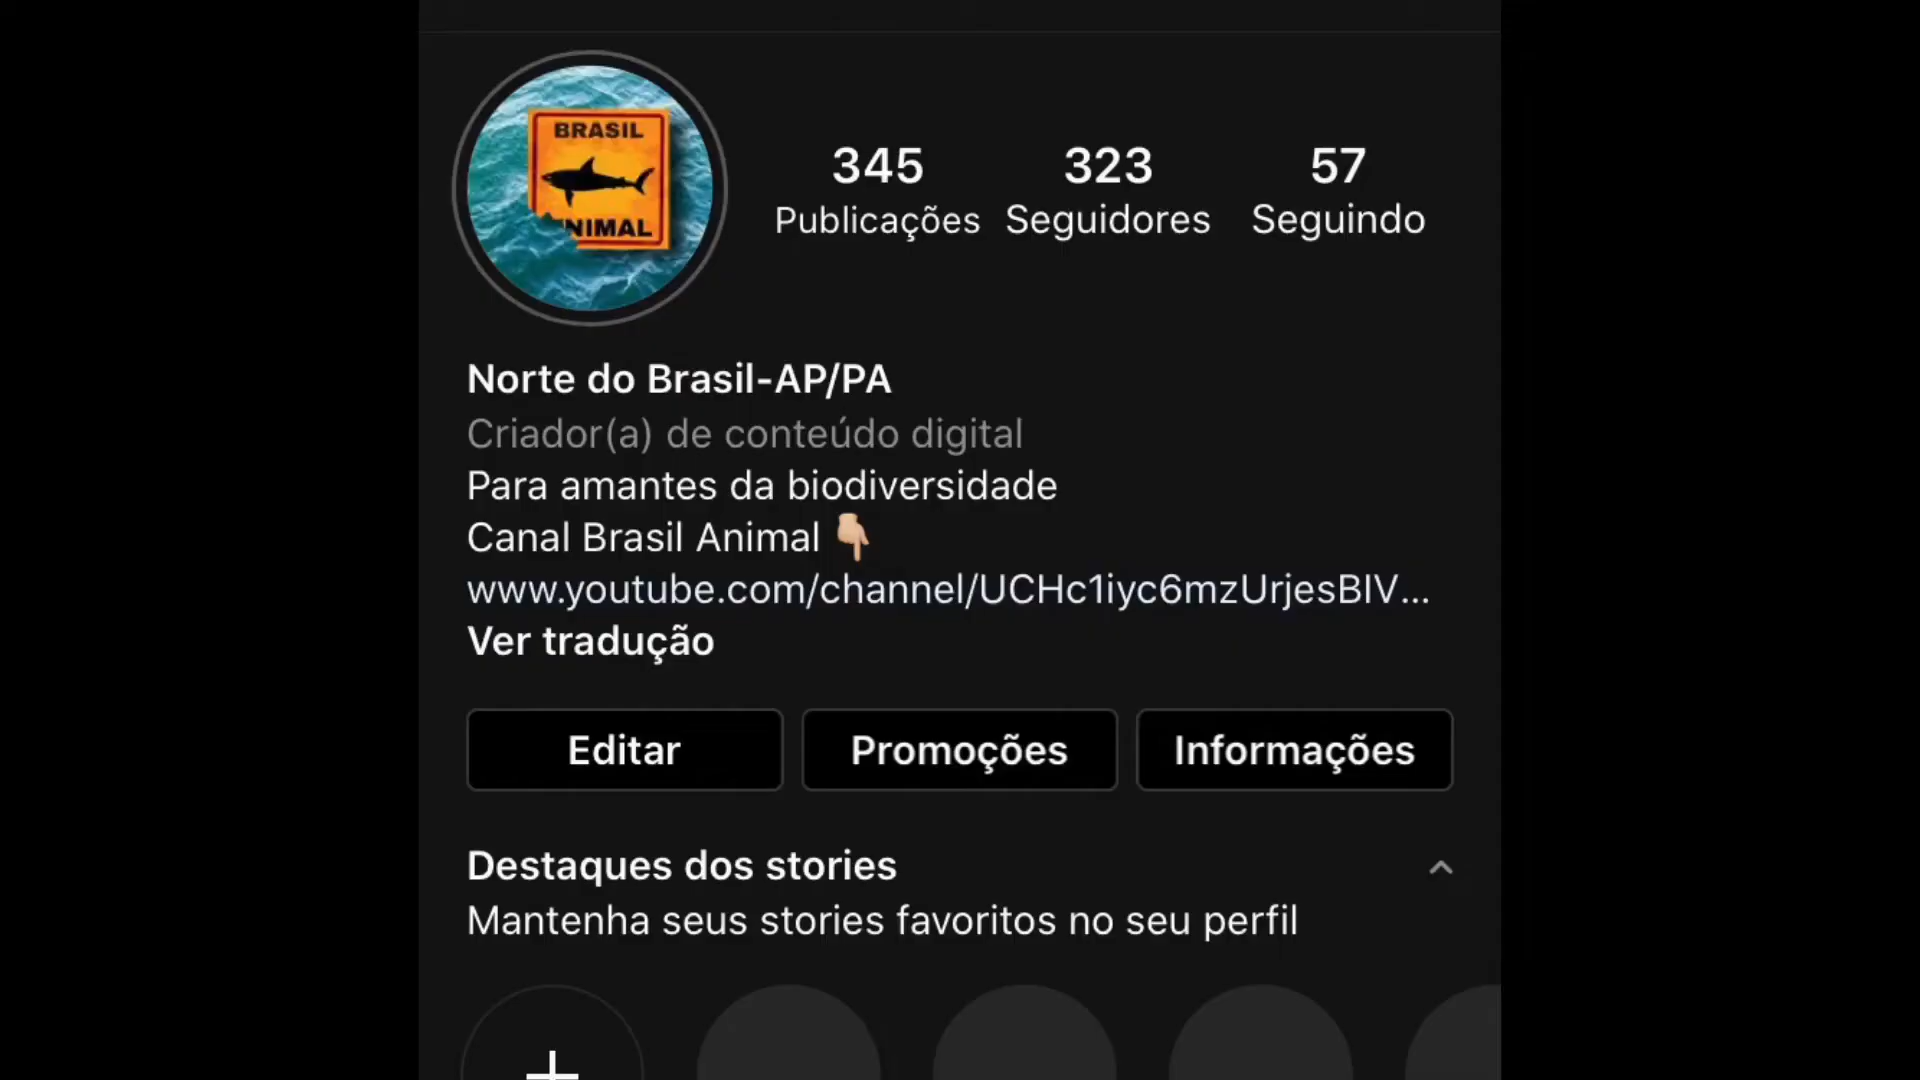 BRASIL
NIMAL
345
Publicações
323
Seguidores
57
Seguindo
Norte do Brasil-AP/PA
Criador(a) de conteúdo digital
Para amantes da biodiversidade
Canal Brasil Animal 👇🏼
www.youtube.com/channel/UCHc1iyc6mzUrjesBIV...
Ver tradução
Editar
Promoções
Informações
Destaques dos stories
Mantenha seus stories favoritos no seu perfil